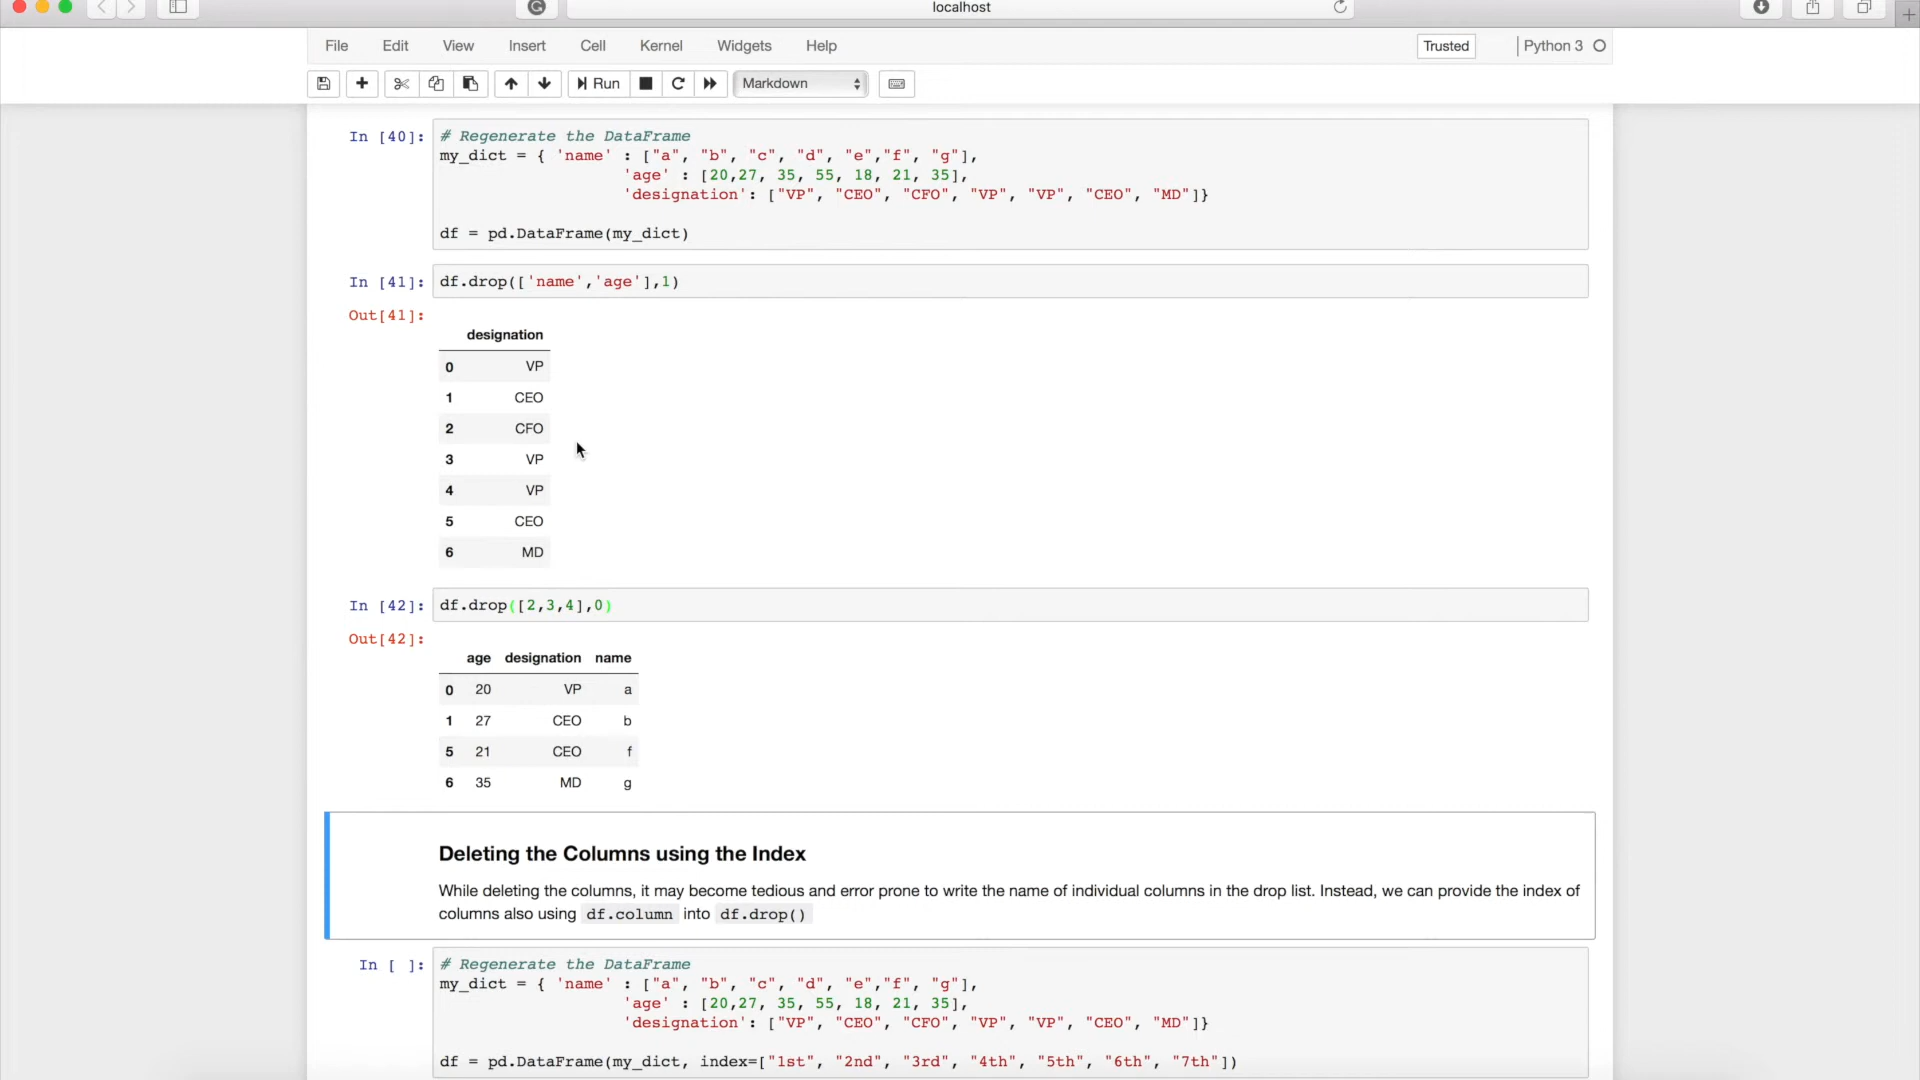 localhost
File Edit View Insert Cell Kernel Widgets Help Trusted Python 3
Run Markdown
In [40]: # Regenerate the DataFrame
my_dict = { 'name' : ["a", "b", "c", "d", "e","f", "g"],
'age' : [20,27, 35, 55, 18, 21, 35],
'designation': ["VP", "CEO", "CFO", "VP", "VP", "CEO", "MD"]}
df = pd.DataFrame(my_dict)
In [41]: df.drop(['name','age'],1)
Out[41]:
designation
0 VP
1 CEO
2 CFO
3 VP
4 VP
5 CEO
6 MD
In [42]: df.drop([2,3,4],0)
Out[42]:
age designation name
0 20 VP a
1 27 CEO b
5 21 CEO f
6 35 MD g
Deleting the Columns using the Index
While deleting the columns, it may become tedious and error prone to write the name of individual columns in the drop list. Instead, we can provide the index of
columns also using df.column into df.drop()
In [ ]: # Regenerate the DataFrame
my_dict = { 'name' : ["a", "b", "c", "d", "e","f", "g"],
'age' : [20,27, 35, 55, 18, 21, 35],
'designation': ["VP", "CEO", "CFO", "VP", "VP", "CEO", "MD"]}
df = pd.DataFrame(my_dict, index=["1st", "2nd", "3rd", "4th", "5th", "6th", "7th"])